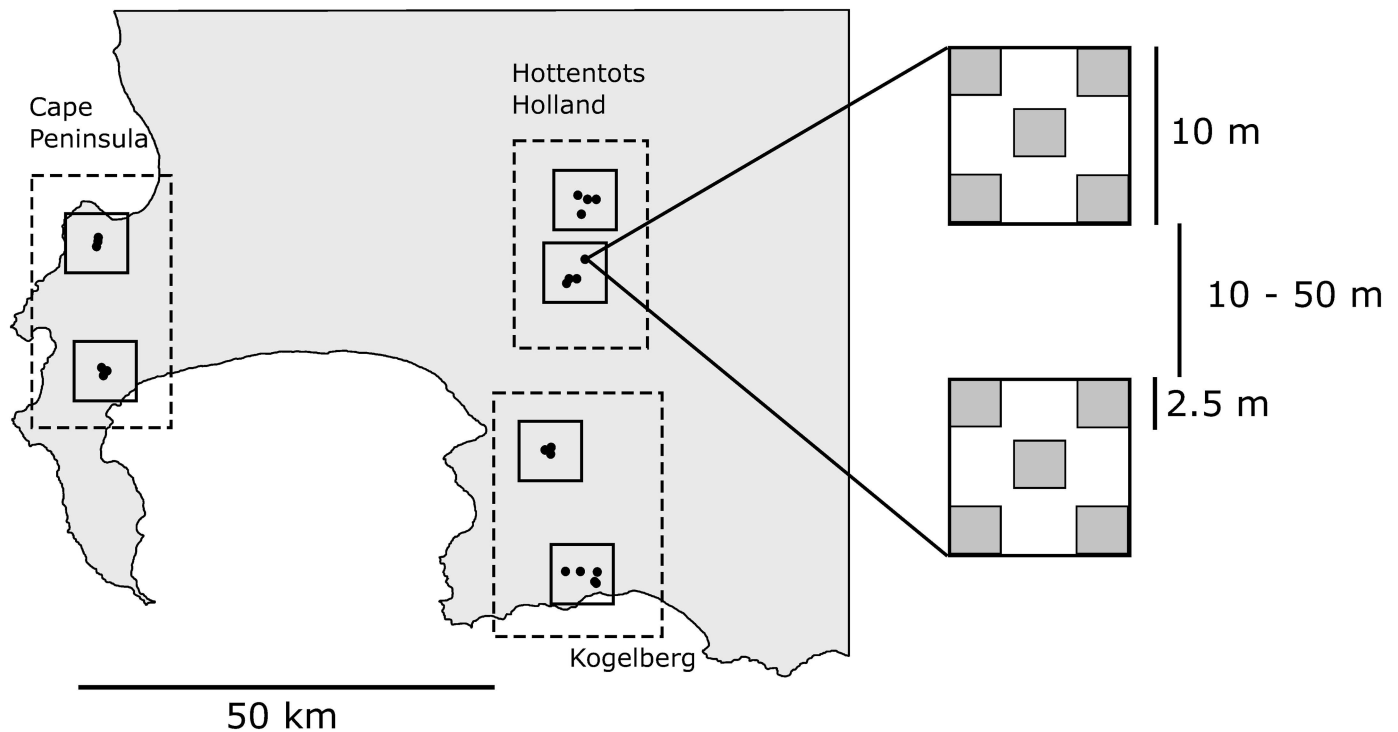 Cape
Peninsula
Hottentots
Holland
Kogelberg
50 km
10 m
10 - 50 m
2.5 m